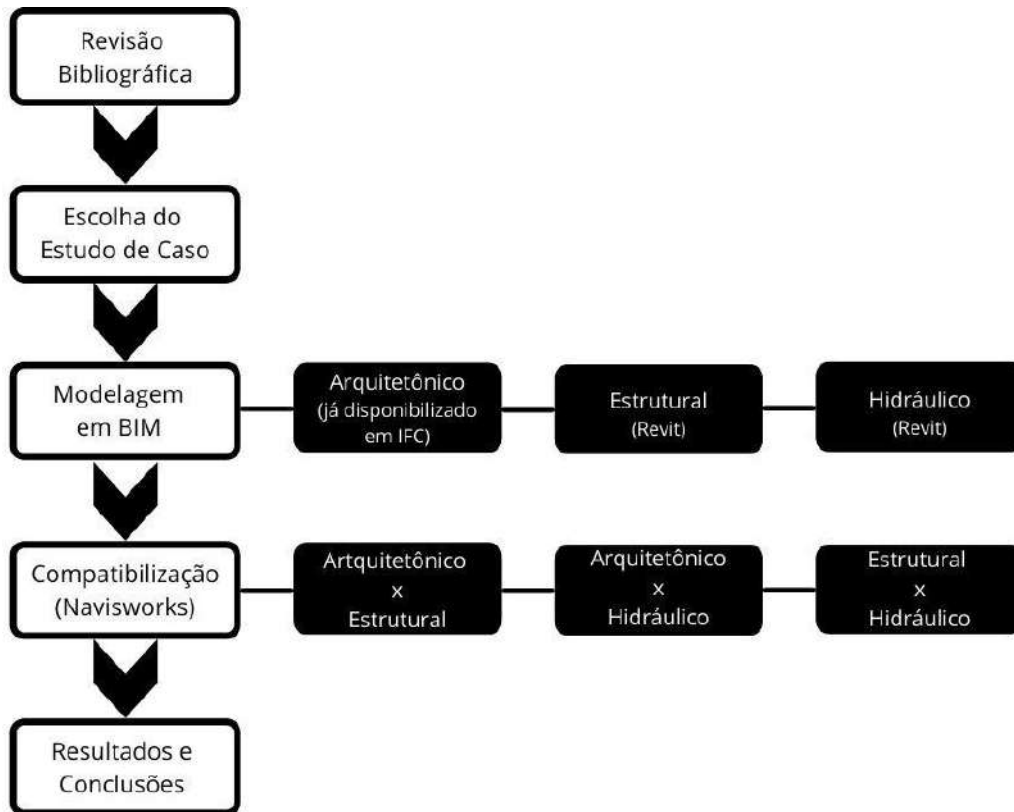 Revisão
Bibliográfica
Escolha do
Estudo de Caso
Modelagem
em BIM
Arquitetônico
(já disponibilizado
em IFC)
Estrutural
(Revit)
Hidráulico
(Revit)
Compatibilização
(Navisworks)
Artquitetônico
x
Estrutural
Arquitetônico
x
Hidráulico
Estrutural
x
Hidráulico
Resultados e
Conclusões